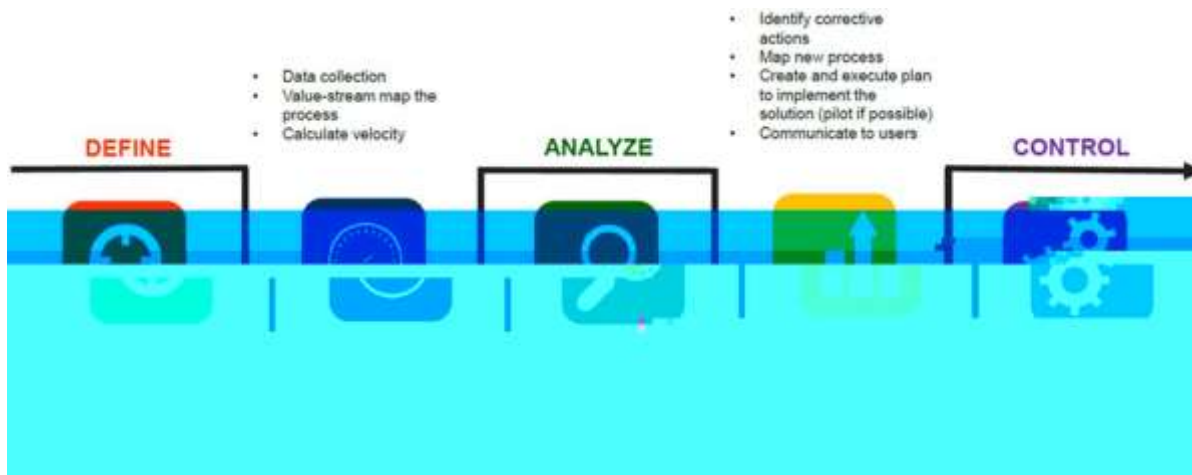 • Identify corrective
actions
• Map new process
• Create and execute plan
to implement the
solution (pilot if possible)
• Communicate to users
• Data collection
• Value-stream map the
process
• Calculate velocity
DEFINE
ANALYZE
CONTROL